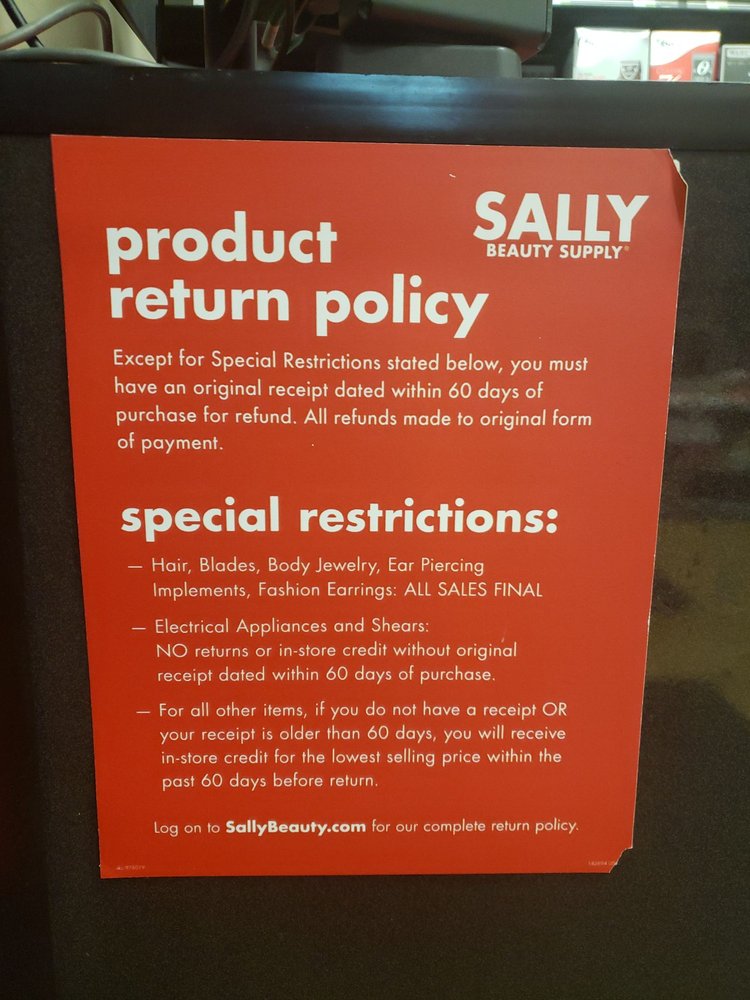 SALLY
BEAUTY SUPPLY
product
return policy
Except for Special Restrictions stated below, you must
have an original receipt dated within 60 days of
purchase for refund. All refunds made to original form
of payment.
special restrictions:
— Hair, Blades, Body Jewelry, Ear Piercing
Implements, Fashion Earrings: ALL SALES FINAL
— Electrical Appliances and Shears:
NO returns or in-store credit without original
receipt dated within 60 days of purchase.
— For all other items, if you do not have a receipt OR
your receipt is older than 60 days, you will receive
in-store credit for the lowest selling price within the
past 60 days before return.
Log on to SallyBeauty.com for our complete return policy.